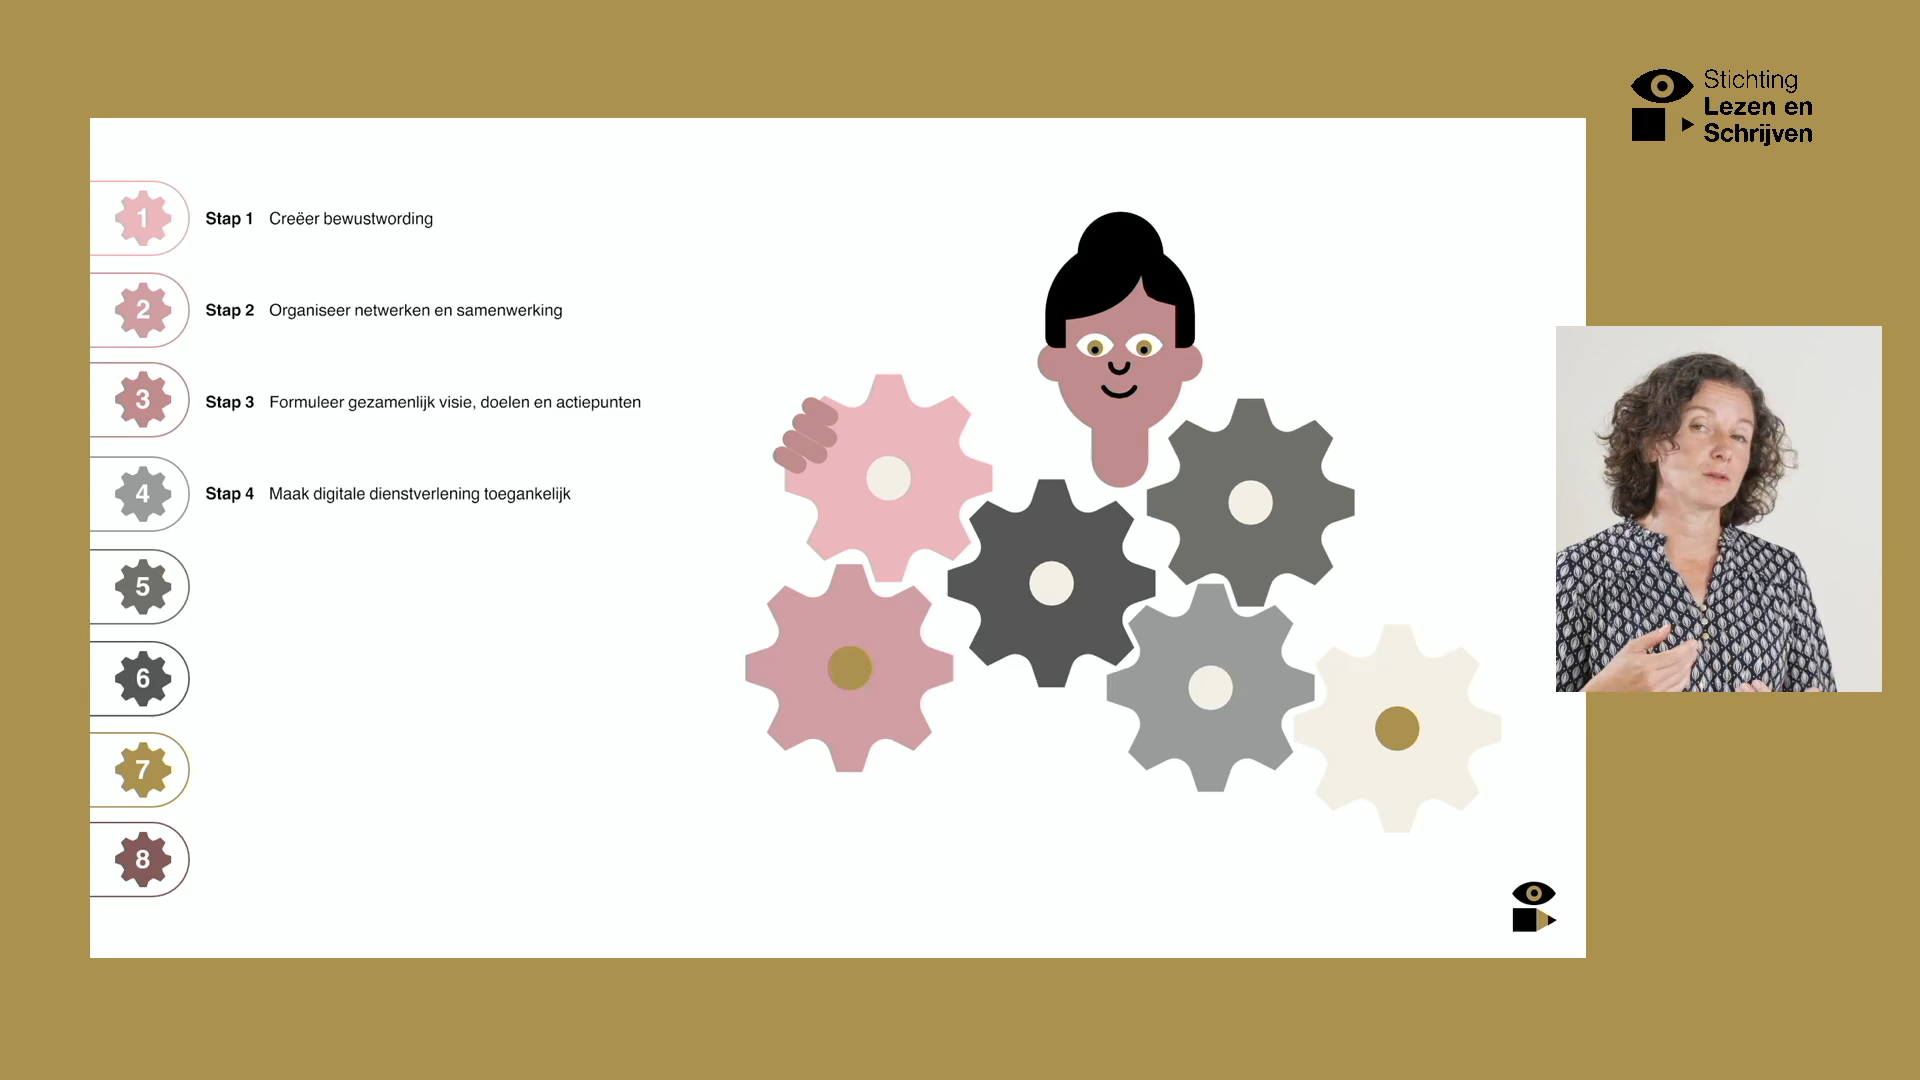 Stichting
Lezen en
Schrijven
1 Stap 1 Creëer bewustwording
2 Stap 2 Organiseer netwerken en samenwerking
3 Stap 3 Formuleer gezamenlijk visie, doelen en actiepunten
4 Stap 4 Maak digitale dienstverlening toegankelijk
5
6
7
8